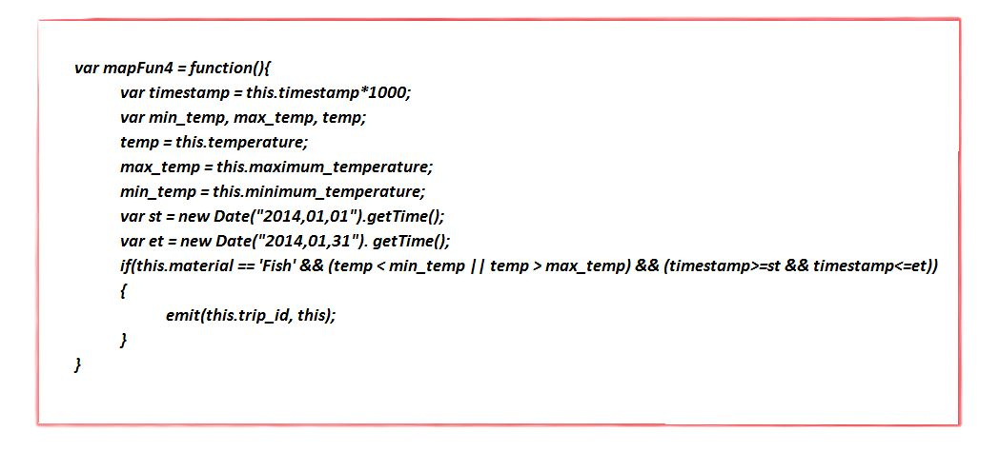 var mapFun4 = function(){
var timestamp = this.timestamp*1000;
var min_temp, max_temp, temp;
temp = this.temperature;
max_temp = this.maximum_temperature;
min_temp = this.minimum_temperature;
var st = new Date("2014,01,01").getTime();
var et = new Date("2014,01,31"). getTime();
if(this.material == 'Fish' && (temp < min_temp || temp > max_temp) && (timestamp>=st && timestamp<=et))
{
emit(this.trip_id, this);
}
}